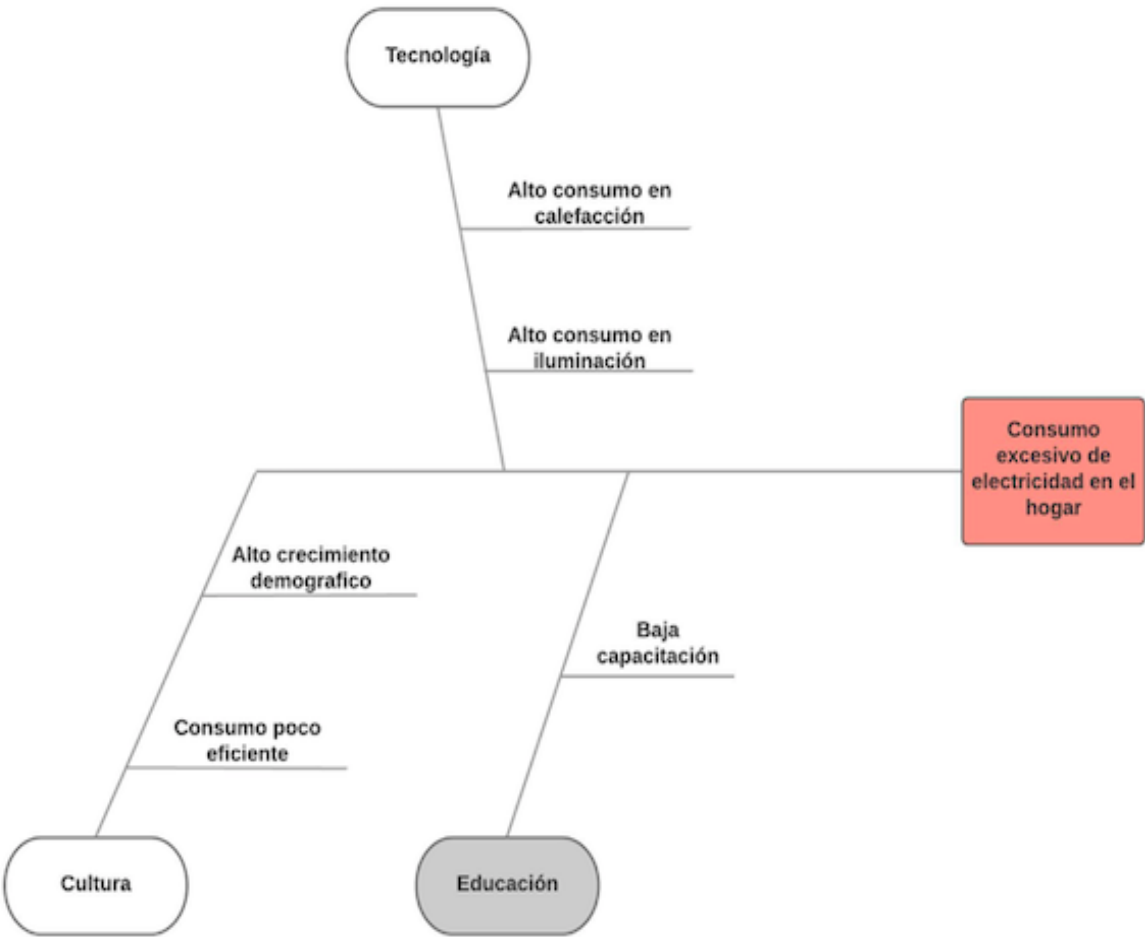 Tecnología
Alto consumo en
calefacción
Alto consumo en
iluminación
Consumo
excesivo de
electricidad en el
hogar
Alto crecimiento
demografico
Baja
capacitación
Consumo poco
eficiente
Cultura
Educación